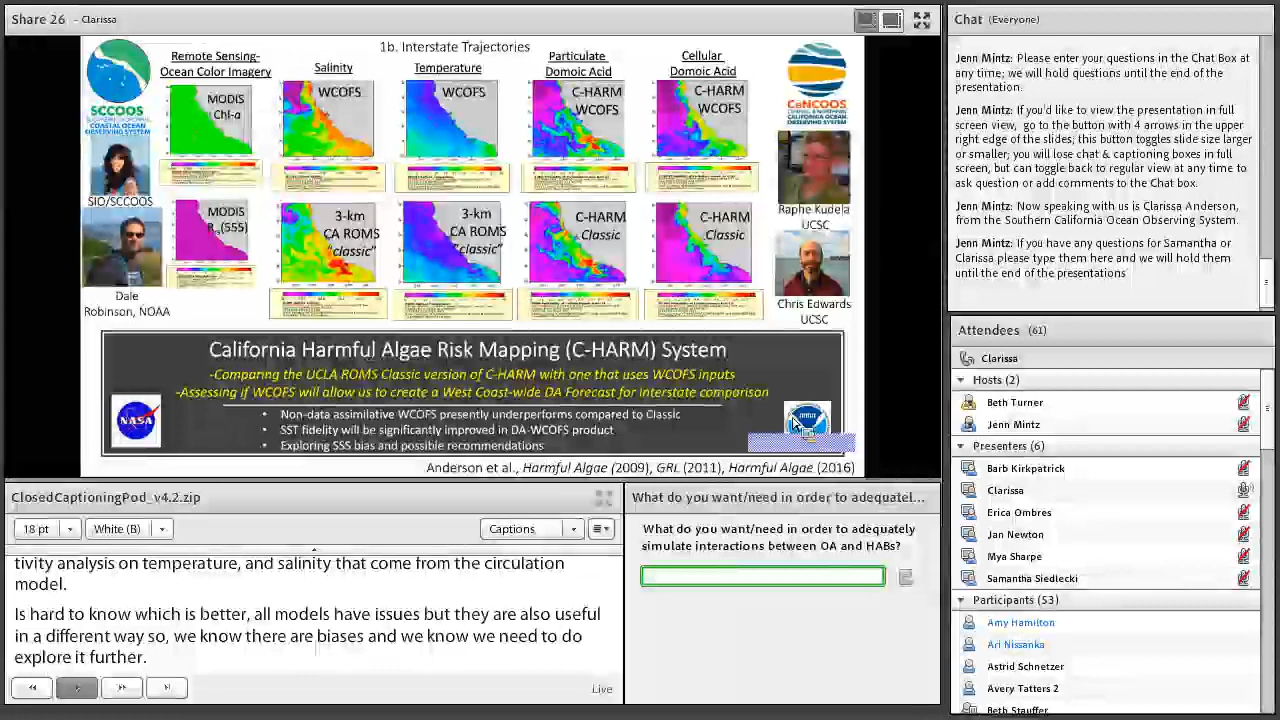 Share 26 - Clarissa
1b. Interstate Trajectories
Remote Sensing-
Ocean Color Imagery
Salinity
Temperature
Particulate
Domoic Acid
Cellular
Domoic Acid
SCCOOS
COASTAL OCEAN
OBSERVING SYSTEM
MODIS
Chl-a
WCOFS
WCOFS
C-HARM
WCOFS
C-HARM
WCOFS
CeNCOOS
CALIFORNIA OCEAN
OBSERVING SYSTEM
SIO/SCCOOS
Raphe Kudela
UCSC
MODIS
3-km
CA ROMS
"classic"
3-km
CA ROMS
"classic"
C-HARM
Classic
C-HARM
Classic
Dale
Robinson, NOAA
Chris Edwards
UCSC
California Harmful Algae Risk Mapping (C-HARM) System
-Comparing the UCLA ROMS Classic version of C-HARM with one that uses WCOFS inputs
-Assessing if WCOFS will allow us to create a West Coast-wide DA Forecast for interstate comparison
• Non-data assimilative WCOFS presently underperforms compared to Classic
• SST fidelity will be significantly improved in DA-WCOFS product
• Exploring SSS bias and possible recommendations
NASA
Anderson et al., Harmful Algae (2009), GRL (2011), Harmful Algae (2016)
ClosedCaptioningPod_v4.2.zip
18 pt
White (B)
Captions
tivity analysis on temperature, and salinity that come from the circulation
model.
Is hard to know which is better, all models have issues but they are also useful
in a different way so, we know there are biases and we know we need to do
explore it further.
Live
What do you want/need in order to adequatel...
What do you want/need in order to adequately
simulate interactions between OA and HABs?
Chat (Everyone)
Jenn Mintz: Please enter your questions in the Chat Box at
any time; we will hold questions until the end of the
presentation.
Jenn Mintz: If you'd like to view the presentation in full
screen view, go to the button with 4 arrows in the upper
right edge of the slides; this button toggles slide size larger
or smaller; you will lose chat & captioning boxes in full
screen, but can toggle back to regular view at any time
ask question or add comments to the Chat box.
Jenn Mintz: Now speaking with us is Clarissa Anderson,
from the Southern California Ocean Observing System.
Jenn Mintz: If you have any questions for Samantha or
Clarissa please type them here and we will hold them
until the end of the presentations
Attendees (61)
Clarissa
Hosts (2)
Beth Turner
Jenn Mintz
Presenters (6)
Barb Kirkpatrick
Clarissa
Erica Ombres
Jan Newton
Mya Sharpe
Samantha Siedlecki
Participants (53)
Amy Hamilton
Ari Nissanka
Astrid Schnetzer
Avery Tatters 2
Beth Stauffer